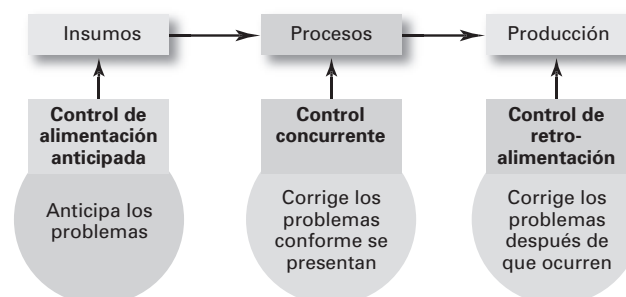 Insumos
Procesos
Producción
Control de
alimentación
anticipada
Anticipa los
problemas
Control
concurrente
Corrige los
problemas
conforme se
presentan
Control de
retro-
alimentación
Corrige los
problemas
después de
que ocurren